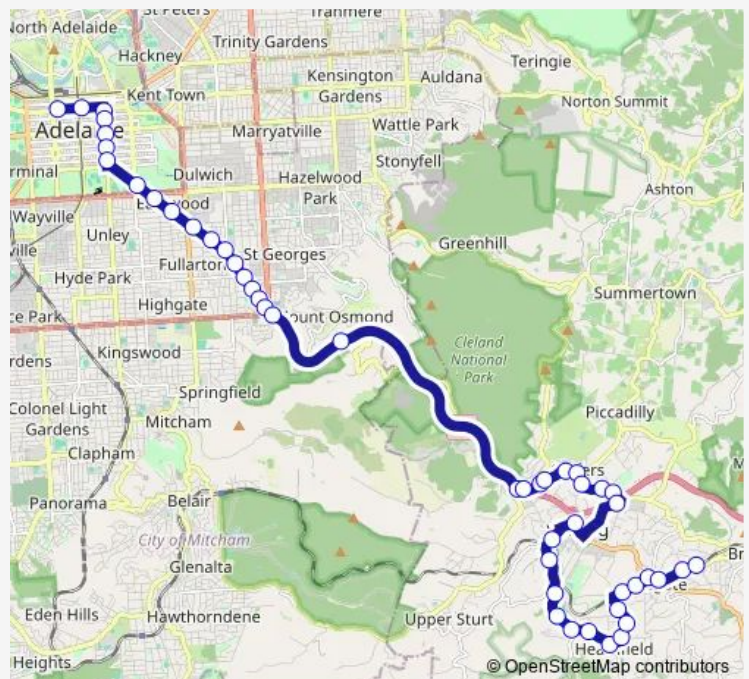 St Peters
Tranmere
North Adelaide
Hackney
Trinity Gardens
Teringie
Kensington
Gardens
Auldana
Kent Town
Norton Summit
Marryatville
Wattle Park
Stonyfell
Dulwich
Hazelwood
Park
Ashton
Wayville
Unley
Greenhill
Fullarton
St Georges
Hyde Park
Summertown
Highgate
Mount Osmond
Cleland
National
Park
Kingswood
Springfield
Colonel Light
Gardens
Mitcham
Piccadilly
Clapham
Panorama
Belair
City of Mitcham
Glenalta
Eden Hills
Hawthorndene
Upper Sturt
Heights
© OpenStreetMap contributors